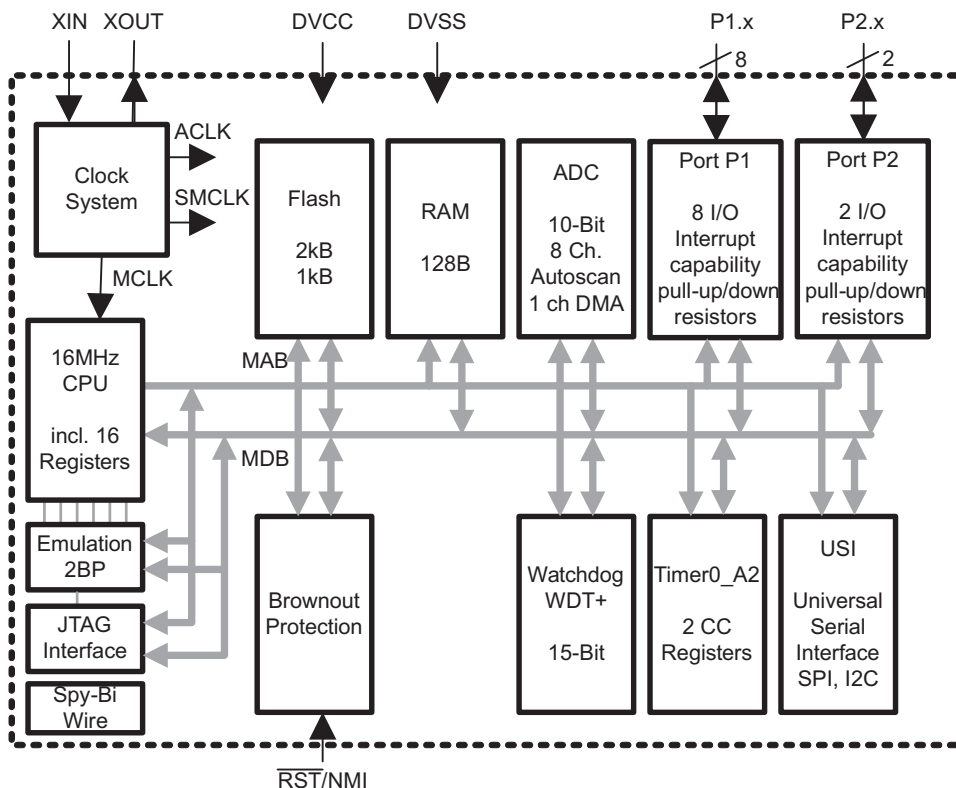 XIN XOUT DVCC DVSS P1.x P2.x
8 2
Clock
System
ACLK
SMCLK
MCLK
Flash
2kB
1kB
RAM
128B
ADC
10-Bit
8 Ch.
Autoscan
1 ch DMA
Port P1
8 I/O
Interrupt
capability
pull-up/down
resistors
Port P2
2 I/O
Interrupt
capability
pull-up/down
resistors
16MHz
CPU
incl. 16
Registers
MAB
MDB
Emulation
2BP
JTAG
Interface
Spy-Bi
Wire
Brownout
Protection
Watchdog
WDT+
15-Bit
Timer0_A2
2 CC
Registers
USI
Universal
Serial
Interface
SPI, I2C
RST/NMI